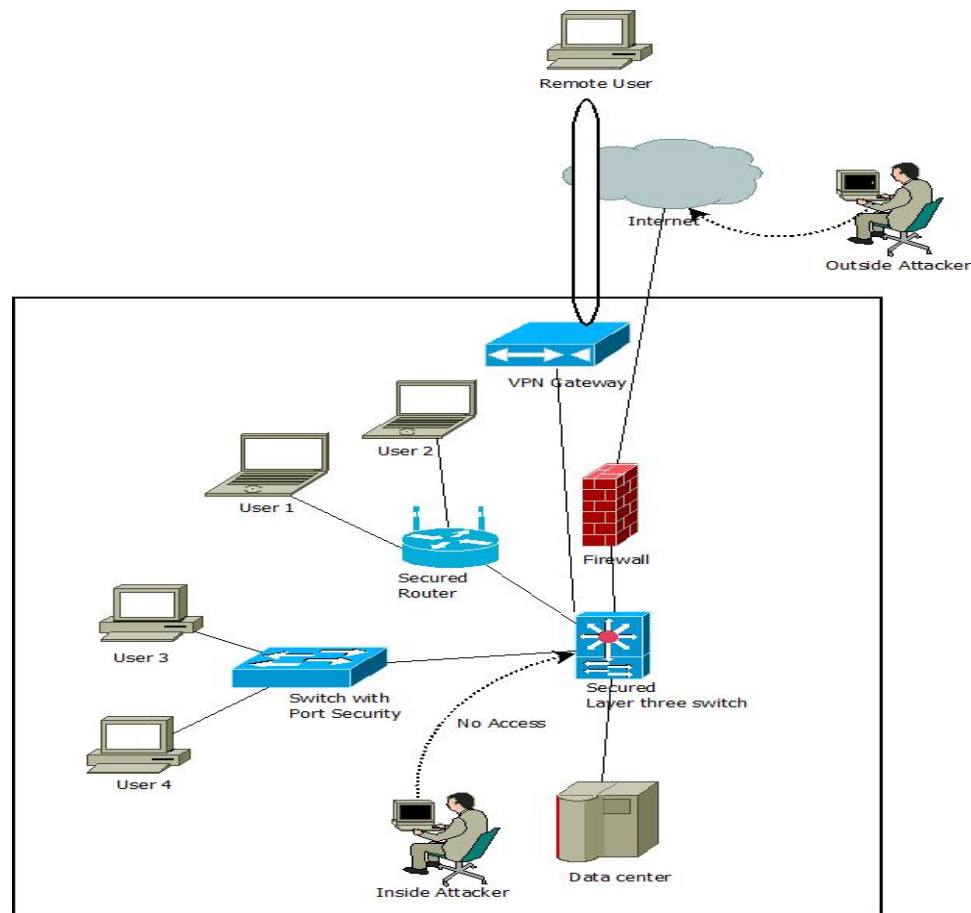 Remote User
Internet
Outside Attacker
VPN Gateway
User 2
User 1
Firewall
Secured
Router
User 3
Switch with
Port Security
Secured
Layer three switch
No Access
User 4
Inside Attacker
Data center